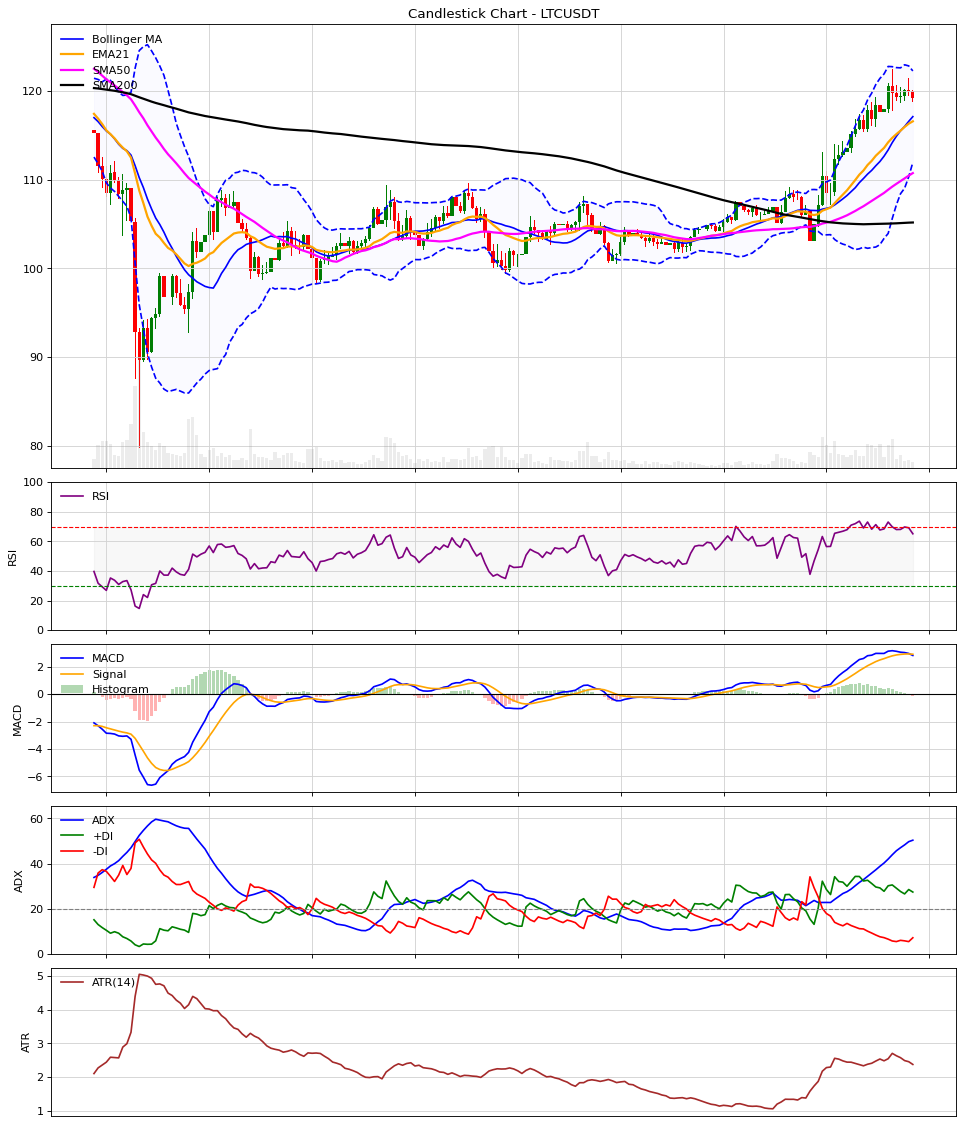 Candlestick Chart - LTCUSDT
Bollinger MA
EMA21
SMA50
SMA200
120
110
100
90
80
RSI
100
80
60
40
20
0
RSI
MACD
Signal
Histogram
2
0
−2
−4
−6
MACD
ADX
+DI
-DI
60
40
20
0
ADX
ATR(14)
5
4
3
2
1
ATR